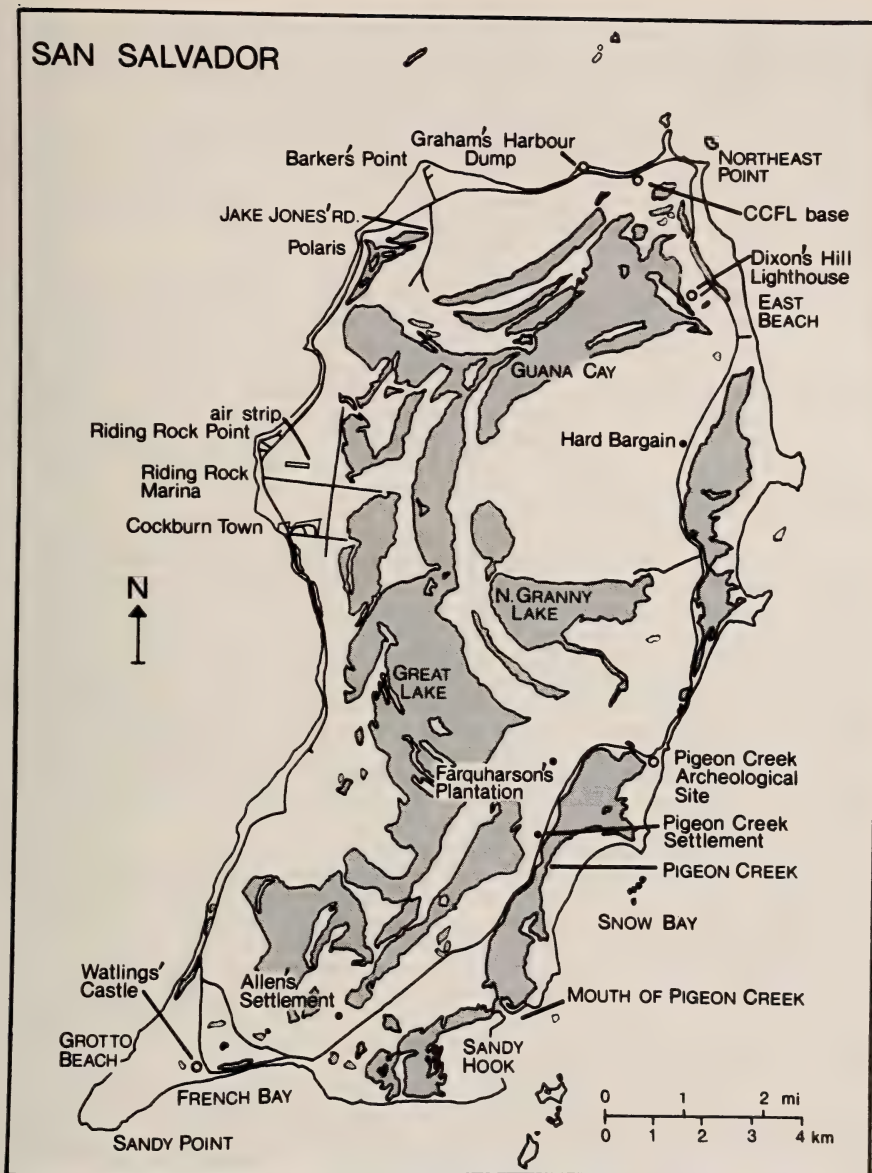 SAN SALVADOR
Graham's Harbour
Dump
Barker's Point
NORTHEAST
POINT
JAKE JONES' RD.
CCFL base
Polaris
Dixon's Hill
Lighthouse
EAST
BEACH
GUANA CAY
air strip
Riding Rock Point
Hard Bargain
Riding Rock
Marina
Cockburn Town
N
N. GRANNY
LAKE
GREAT
LAKE
Farquharson's
Plantation
Pigeon Creek
Archeological
Site
Pigeon Creek
Settlement
PIGEON CREEK
SNOW BAY
Watlings'
Castle
Allen's
Settlement
MOUTH OF PIGEON CREEK
GROTTO
BEACH
SANDY
HOOK
FRENCH BAY
SANDY POINT
0 1 2 mi
0 1 2 3 4 km